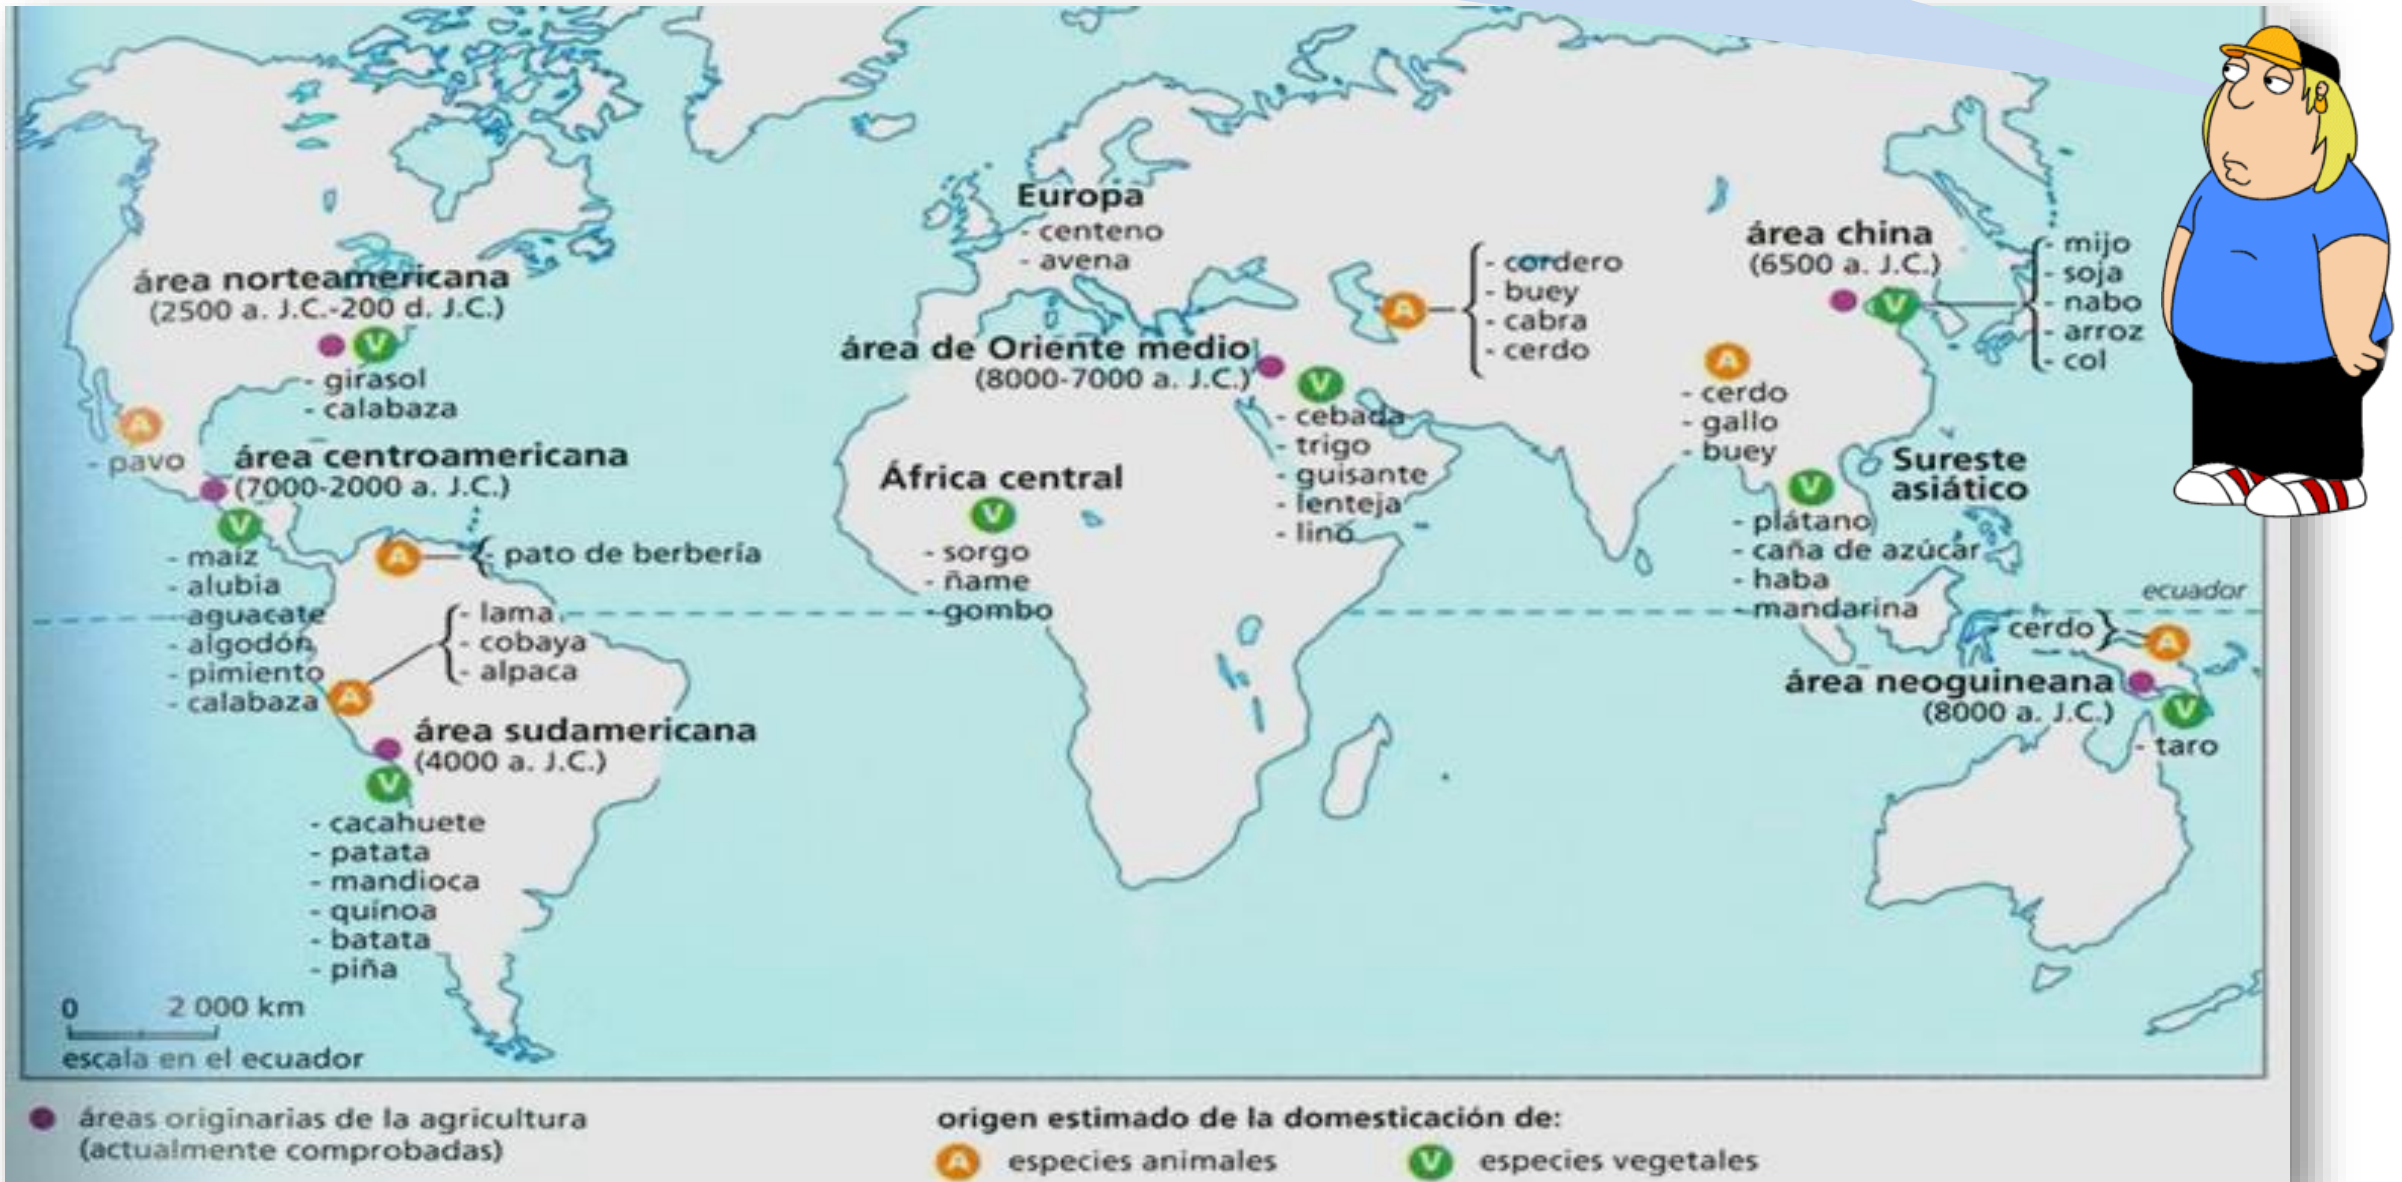 área norteamericana
(2500 a. J.C.-200 d. J.C.)
- girasol
- calabaza
- pavo
área centroamericana
(7000-2000 a. J.C.)
- maiz
- alubia
- aguacate
- algodón
- pimiento
- calabaza
- pato de berbería
- lama
- cobaya
- alpaca
área sudamericana
(4000 a. J.C.)
- cacahuete
- patata
- mandioca
- quínoa
- batata
- piña
Europa
- centeno
- avena
área de Oriente medio
(8000-7000 a. J.C.)
- cebada
- trigo
- guisante
- lenteja
- lino
- cordero
- buey
- cabra
- cerdo
África central
- sorgo
- ñame
- gombo
área china
(6500 a. J.C.)
- mijo
- soja
- nabo
- arroz
- col
- cerdo
- gallo
- buey
Sureste
asiático
- plátano
- caña de azúcar
- haba
- mandarina
ecuador
cerdo
área neoguineana
(8000 a. J.C.)
- taro
0 2 000 km
escala en el ecuador
áreas originarias de la agricultura
(actualmente comprobadas)
origen estimado de la domesticación de:
A especies animales
V especies vegetales